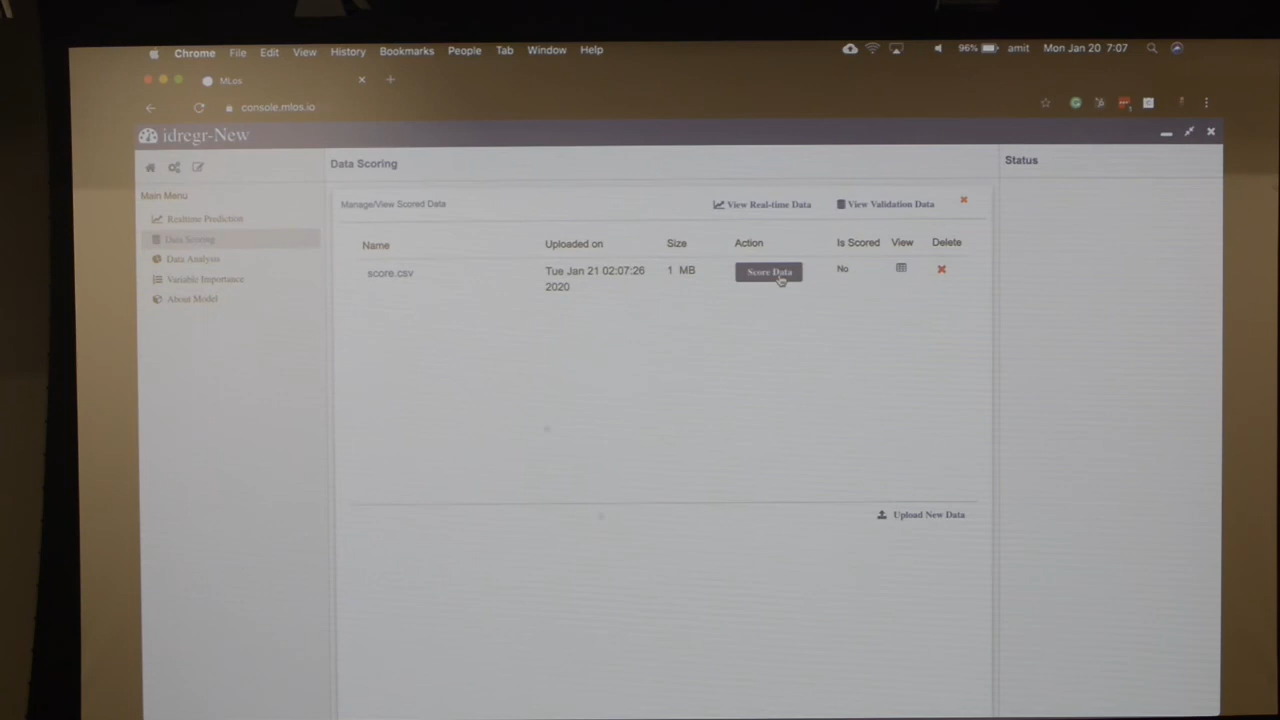 Chrome File Edit View History Bookmarks People Tab Window Help 96% amit Mon Jan 20 7:07
MLos
console.mlos.io
idregr-New
Data Scoring
Status
Main Menu
Realtime Prediction
Data Scoring
Data Analysis
Variable Importance
About Model
Manage/View Scored Data View Real-time Data View Validation Data
Name Uploaded on Size Action Is Scored View Delete
score.csv Tue Jan 21 02:07:26 1 MB Score Data No
2020
Upload New Data